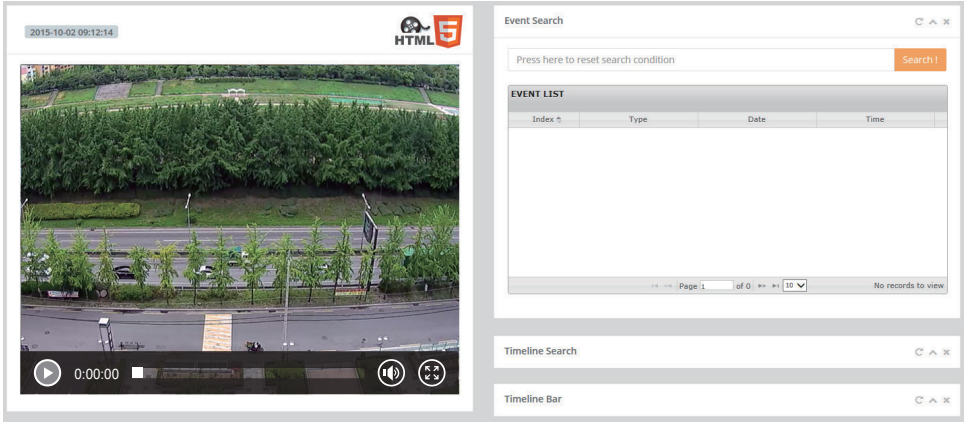 2015-10-02 09:12:14
HTML
5
0:00:00
Event Search
Press here to reset search condition
Search !
EVENT LIST
Index Type Date Time
Page 1 of 0 10 No records to view
Timeline Search
Timeline Bar